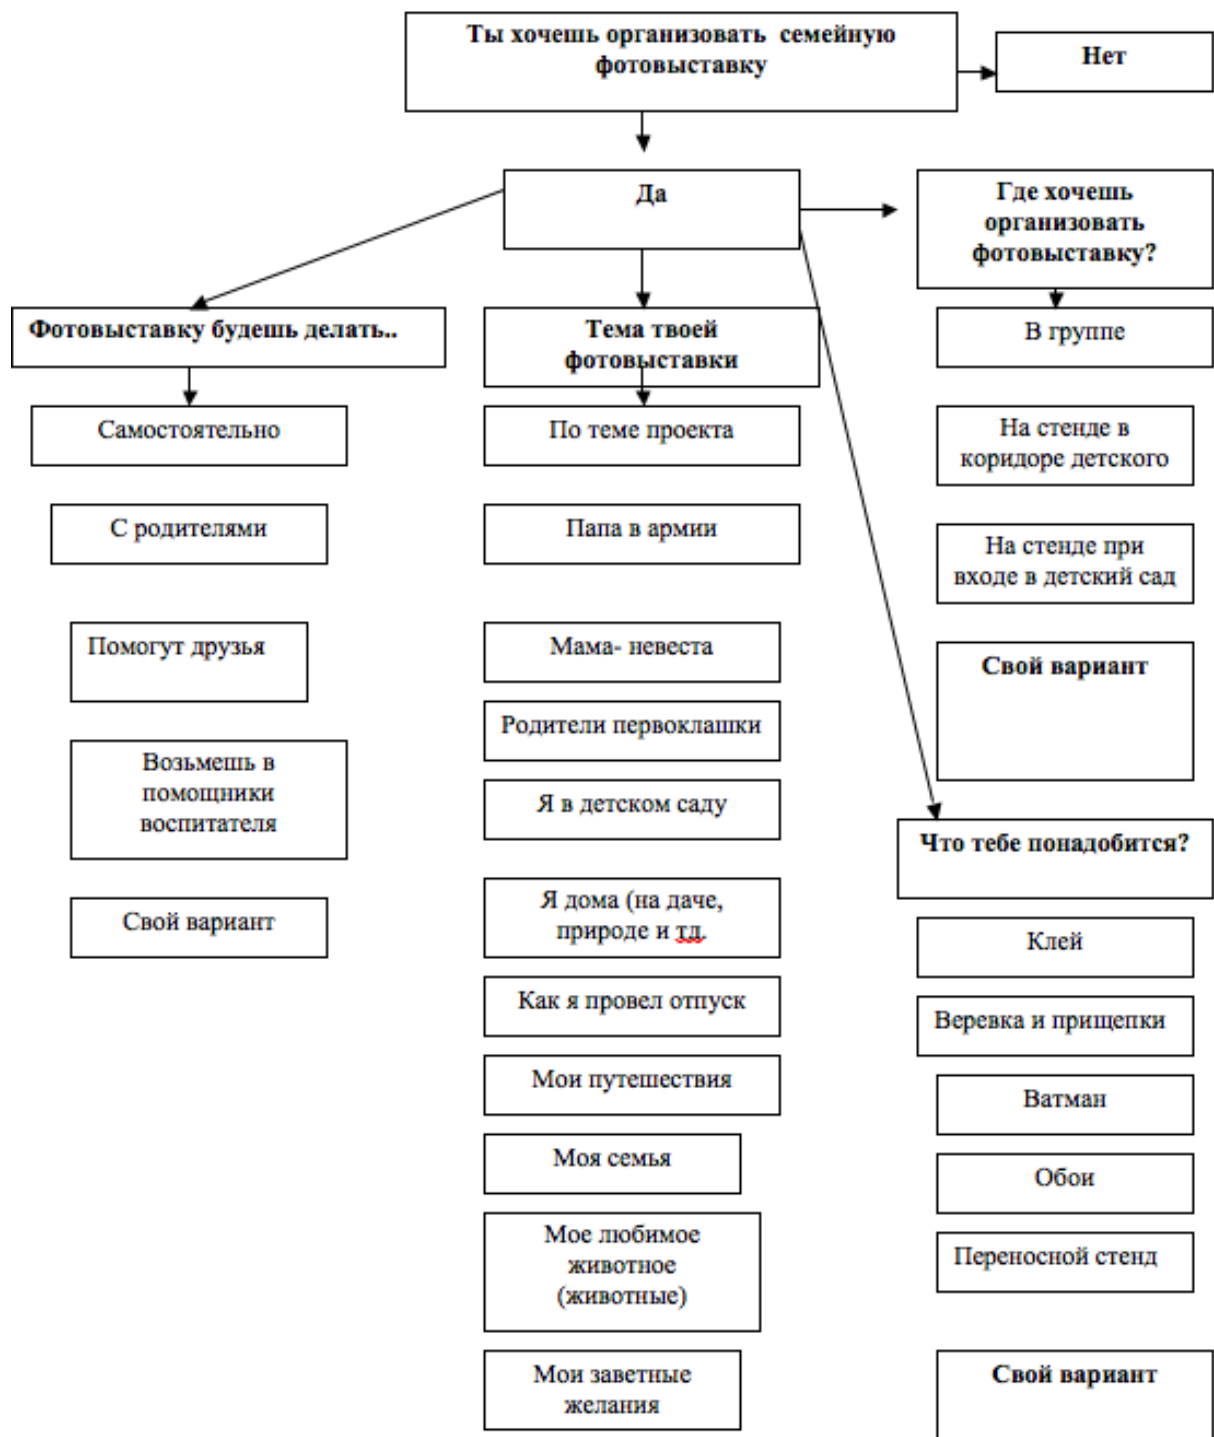 Ты хочешь организовать семейную
фотовыставку
Нет
Да
Где хочешь
организовать
фотовыставку?
Фотовыставку будешь делать..
Самостоятельно
С родителями
Помогут друзья
Возьмешь в
помощники
воспитателя
Свой вариант
Тема твоей
фотовыставки
По теме проекта
Папа в армии
Мама- невеста
Родители первоклашки
Я в детском саду
Я дома (на даче,
природе и тд.
Как я провел отпуск
Мои путешествия
Моя семья
Мое любимое
животное
(животные)
Мои заветные
желания
В группе
На стенде в
коридоре детского
На стенде при
входе в детский сад
Свой вариант
Что тебе понадобится?
Клей
Веревка и прищепки
Ватман
Обои
Переносной стенд
Свой вариант